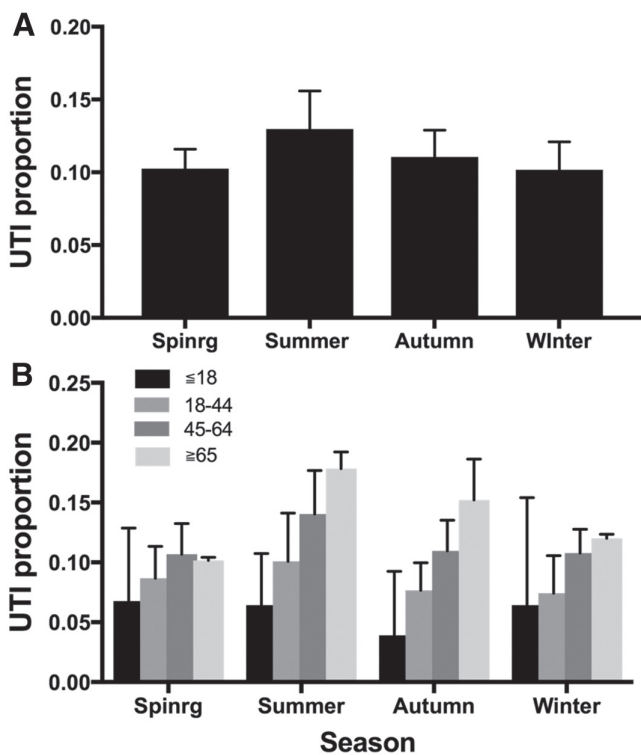 A
UTI proportion
0.20
0.15
0.10
0.05
0.00
Spinrg Summer Autumn WInter
B
UTI proportion
0.25
0.20
0.15
0.10
0.05
0.00
≦18
18-44
45-64
≧65
Spinrg Summer Autumn Winter
Season